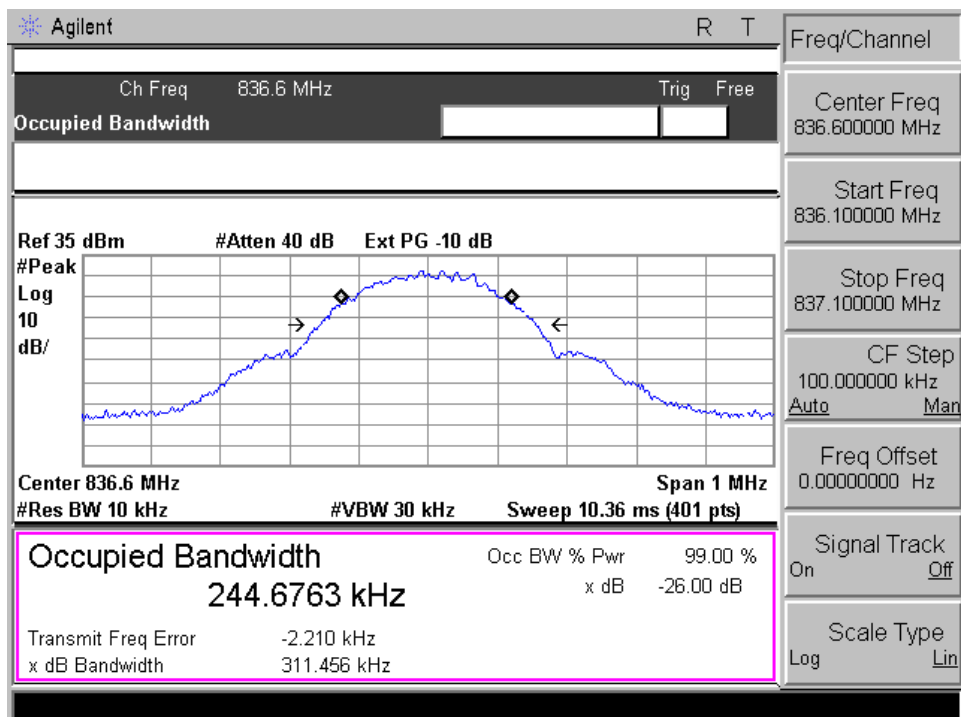 Agilent R T
Freq/Channel
Ch Freq 836.6 MHz Trig Free
Occupied Bandwidth
Center Freq
836.600000 MHz
Start Freq
836.100000 MHz
Ref 35 dBm #Atten 40 dB Ext PG -10 dB
#Peak
Log
10
dB/
Stop Freq
837.100000 MHz
CF Step
100.000000 kHz
Auto Man
Center 836.6 MHz Span 1 MHz
#Res BW 10 kHz #VBW 30 kHz Sweep 10.36 ms (401 pts)
Freq Offset
0.00000000 Hz
Occupied Bandwidth Occ BW % Pwr 99.00 %
244.6763 kHz x dB -26.00 dB
Transmit Freq Error -2.210 kHz
x dB Bandwidth 311.456 kHz
Signal Track
On Off
Scale Type
Log Lin